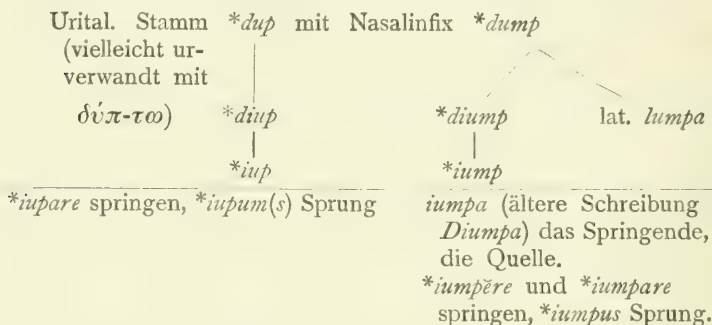 Urital. Stamm *dup mit Nasalinfix *dump
(vielleicht ur-
verwandt mit
δύπ-τω) *diup *diump lat. lumpa
*iup *iump
*iupare springen, *iupum(s) Sprung iumpa (ältere Schreibung
Diumpa) das Springende,
die Quelle.
*iumpĕre und *iumpare
springen, *iumpus Sprung.